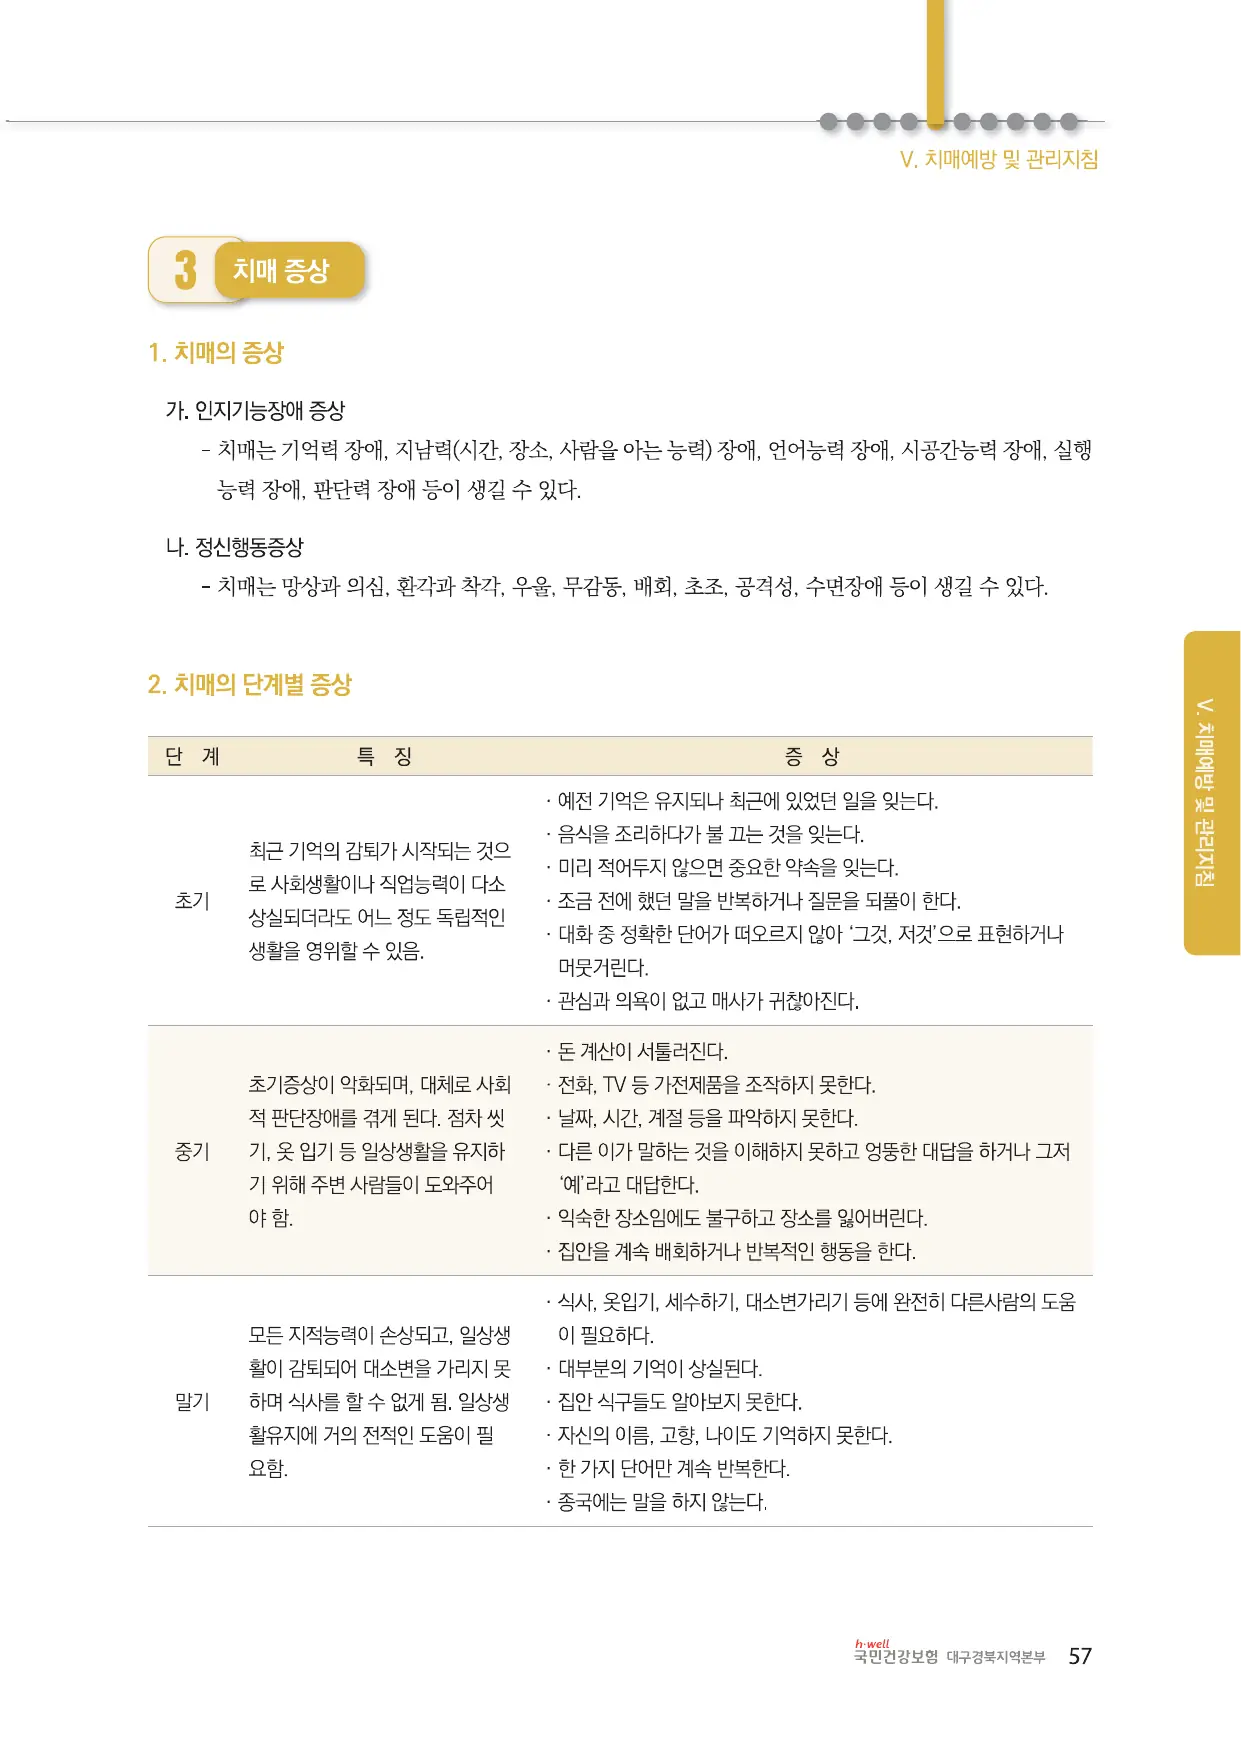 V. 치매예방 및 관리지침
3 치매 증상
1. 치매의 증상
가. 인지기능장애 증상
- 치매는 기억력 장애, 지남력(시간, 장소, 사람을 아는 능력) 장애, 언어능력 장애, 시공간능력 장애, 실행
능력 장애, 판단력 장애 등이 생길 수 있다.
나. 정신행동증상
- 치매는 망상과 의심, 환각과 착각, 우울, 무감동, 배회, 초조, 공격성, 수면장애 등이 생길 수 있다.
2. 치매의 단계별 증상
단 계 특 징 증 상
초기
최근 기억의 감퇴가 시작되는 것으
로 사회생활이나 직업능력이 다소
상실되더라도 어느 정도 독립적인
생활을 영위할 수 있음.
· 예전 기억은 유지되나 최근에 있었던 일을 잊는다.
· 음식을 조리하다가 불 끄는 것을 잊는다.
· 미리 적어두지 않으면 중요한 약속을 잊는다.
· 조금 전에 했던 말을 반복하거나 질문을 되풀이 한다.
· 대화 중 정확한 단어가 떠오르지 않아 ‘그것, 저것’으로 표현하거나
머뭇거린다.
· 관심과 의욕이 없고 매사가 귀찮아진다.
중기
초기증상이 악화되며, 대체로 사회
적 판단장애를 겪게 된다. 점차 씻
기, 옷 입기 등 일상생활을 유지하
기 위해 주변 사람들이 도와주어
야 함.
· 돈 계산이 서툴러진다.
· 전화, TV 등 가전제품을 조작하지 못한다.
· 날짜, 시간, 계절 등을 파악하지 못한다.
· 다른 이가 말하는 것을 이해하지 못하고 엉뚱한 대답을 하거나 그저
‘예’라고 대답한다.
· 익숙한 장소임에도 불구하고 장소를 잃어버린다.
· 집안을 계속 배회하거나 반복적인 행동을 한다.
말기
모든 지적능력이 손상되고, 일상생
활이 감퇴되어 대소변을 가리지 못
하며 식사를 할 수 없게 됨. 일상생
활유지에 거의 전적인 도움이 필
요함.
· 식사, 옷입기, 세수하기, 대소변가리기 등에 완전히 다른사람의 도움
이 필요하다.
· 대부분의 기억이 상실된다.
· 집안 식구들도 알아보지 못한다.
· 자신의 이름, 고향, 나이도 기억하지 못한다.
· 한 가지 단어만 계속 반복한다.
· 종국에는 말을 하지 않는다.
V. 치매예방 및 관리지침
h·well
국민건강보험 대구경북지역본부 57